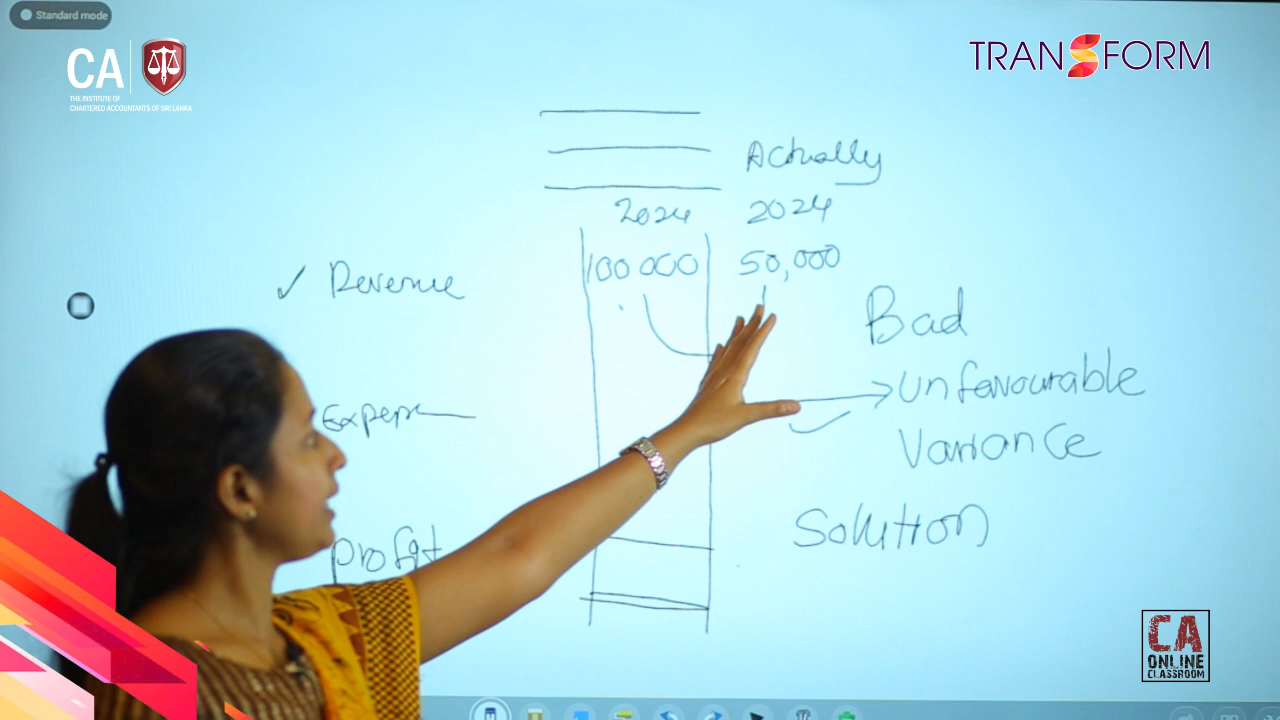 Standard mode
CA
THE INSTITUTE OF
CHARTERED ACCOUNTANTS OF SRI LANKA
TRANSFORM
Actually
2024 2024
✓ Revenue 100 000 50,000
Bad
Unfavourable
Variance
Solution
Profit
CA
ONLINE
CLASSROOM